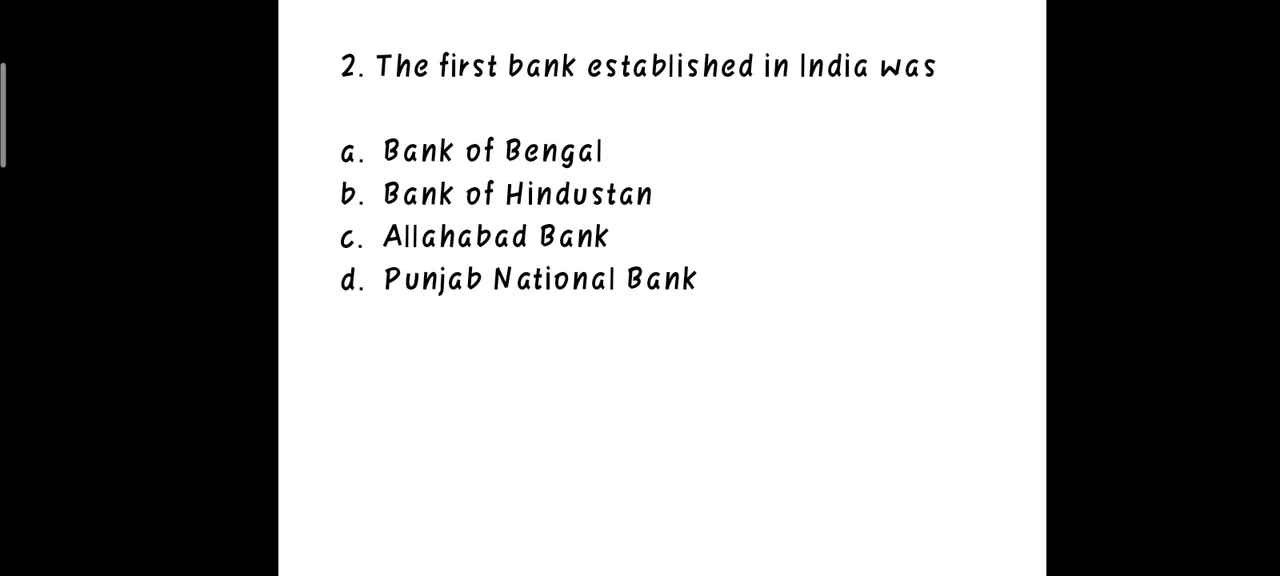 2. The first bank established in India was
a. Bank of Bengal
b. Bank of Hindustan
c. Allahabad Bank
d. Punjab National Bank